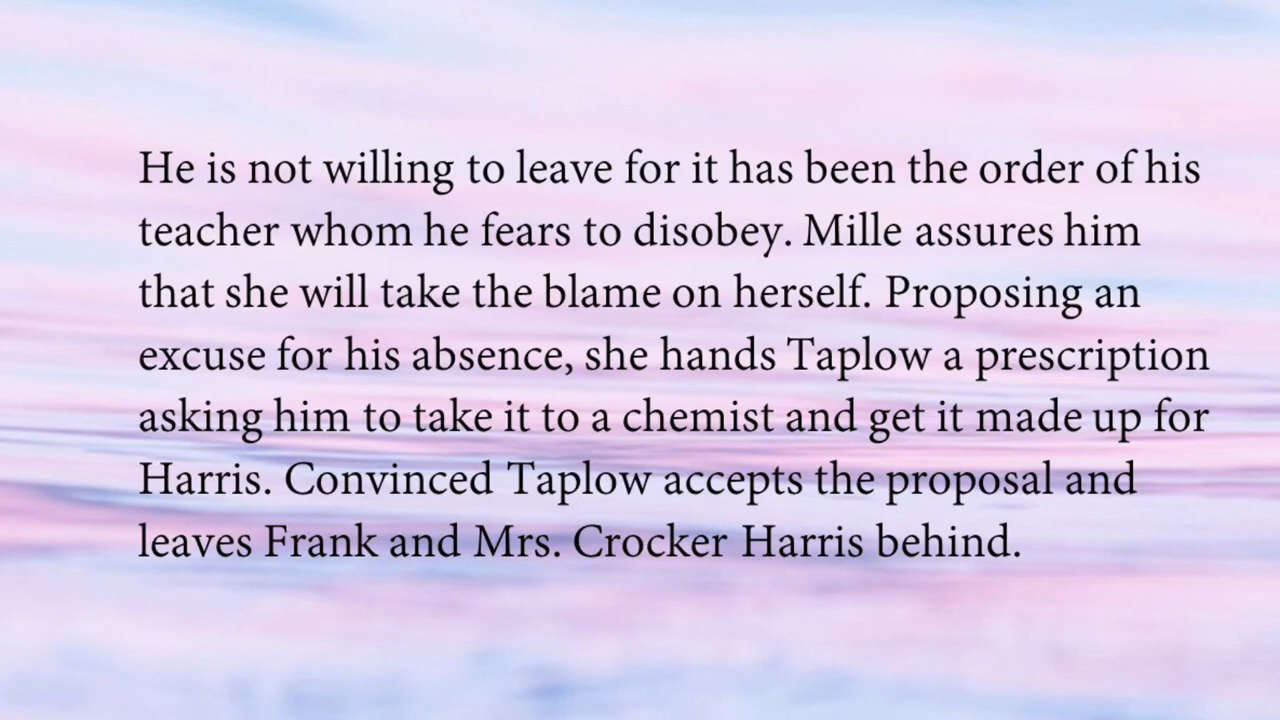 He is not willing to leave for it has been the order of his
teacher whom he fears to disobey. Mille assures him
that she will take the blame on herself. Proposing an
excuse for his absence, she hands Taplow a prescription
asking him to take it to a chemist and get it made up for
Harris. Convinced Taplow accepts the proposal and
leaves Frank and Mrs. Crocker Harris behind.